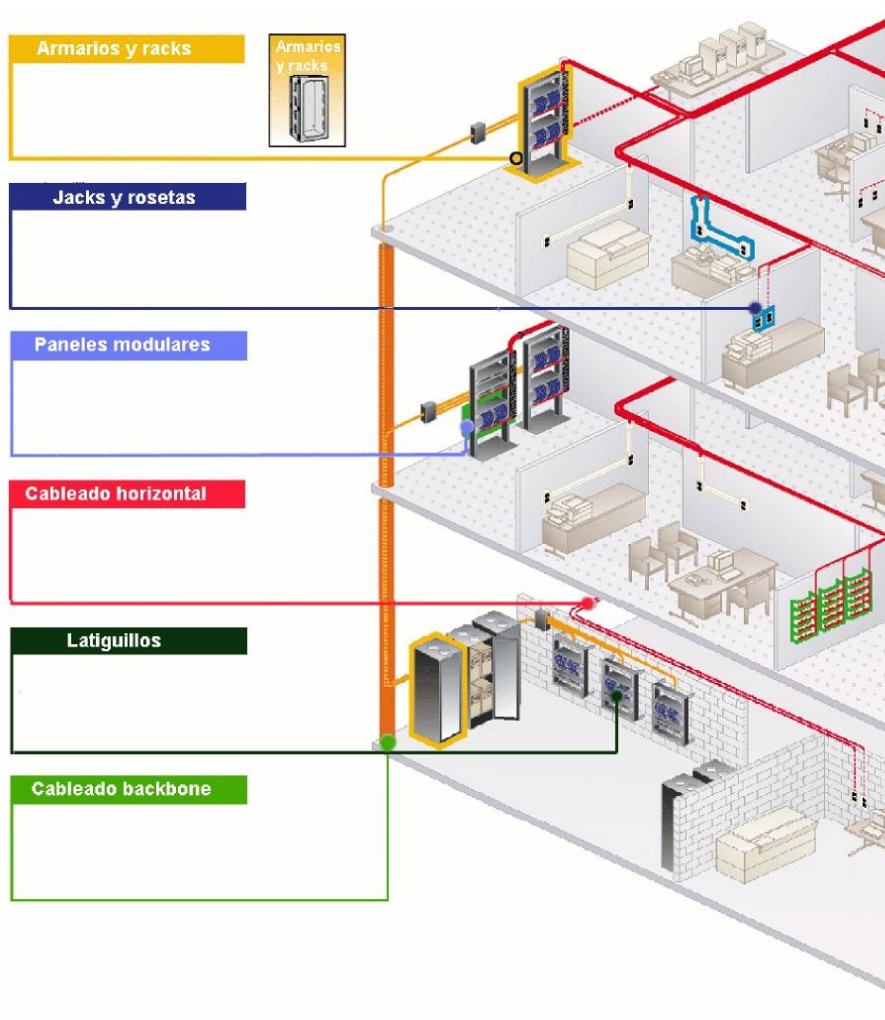 Armarios y racks
Armarios
y racks
Jacks y rosetas
Paneles modulares
Cableado horizontal
Latiguillos
Cableado backbone